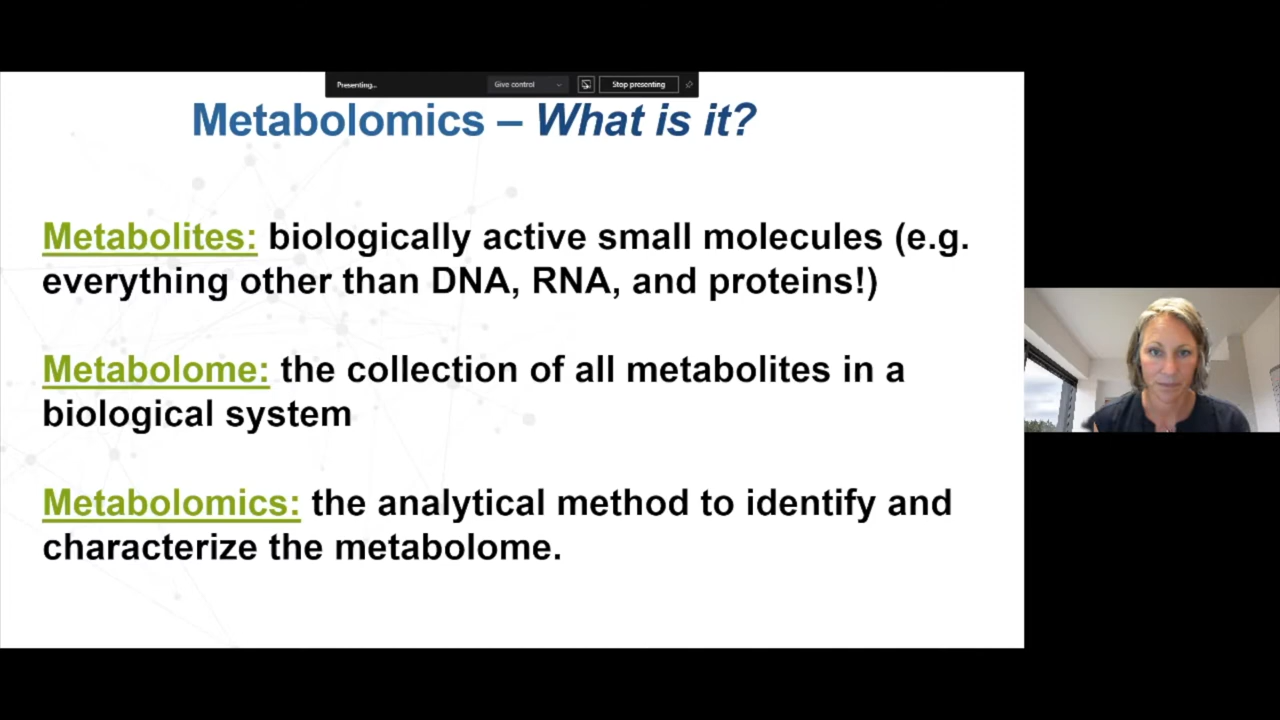 Presenting... Give control Stop presenting
Metabolomics – What is it?
Metabolites: biologically active small molecules (e.g.
everything other than DNA, RNA, and proteins!)
Metabolome: the collection of all metabolites in a
biological system
Metabolomics: the analytical method to identify and
characterize the metabolome.